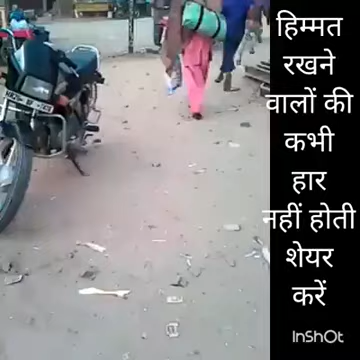 हिम्मत
रखने
वालों की
कभी
हार
नहीं होती
शेयर
करें
InShOt